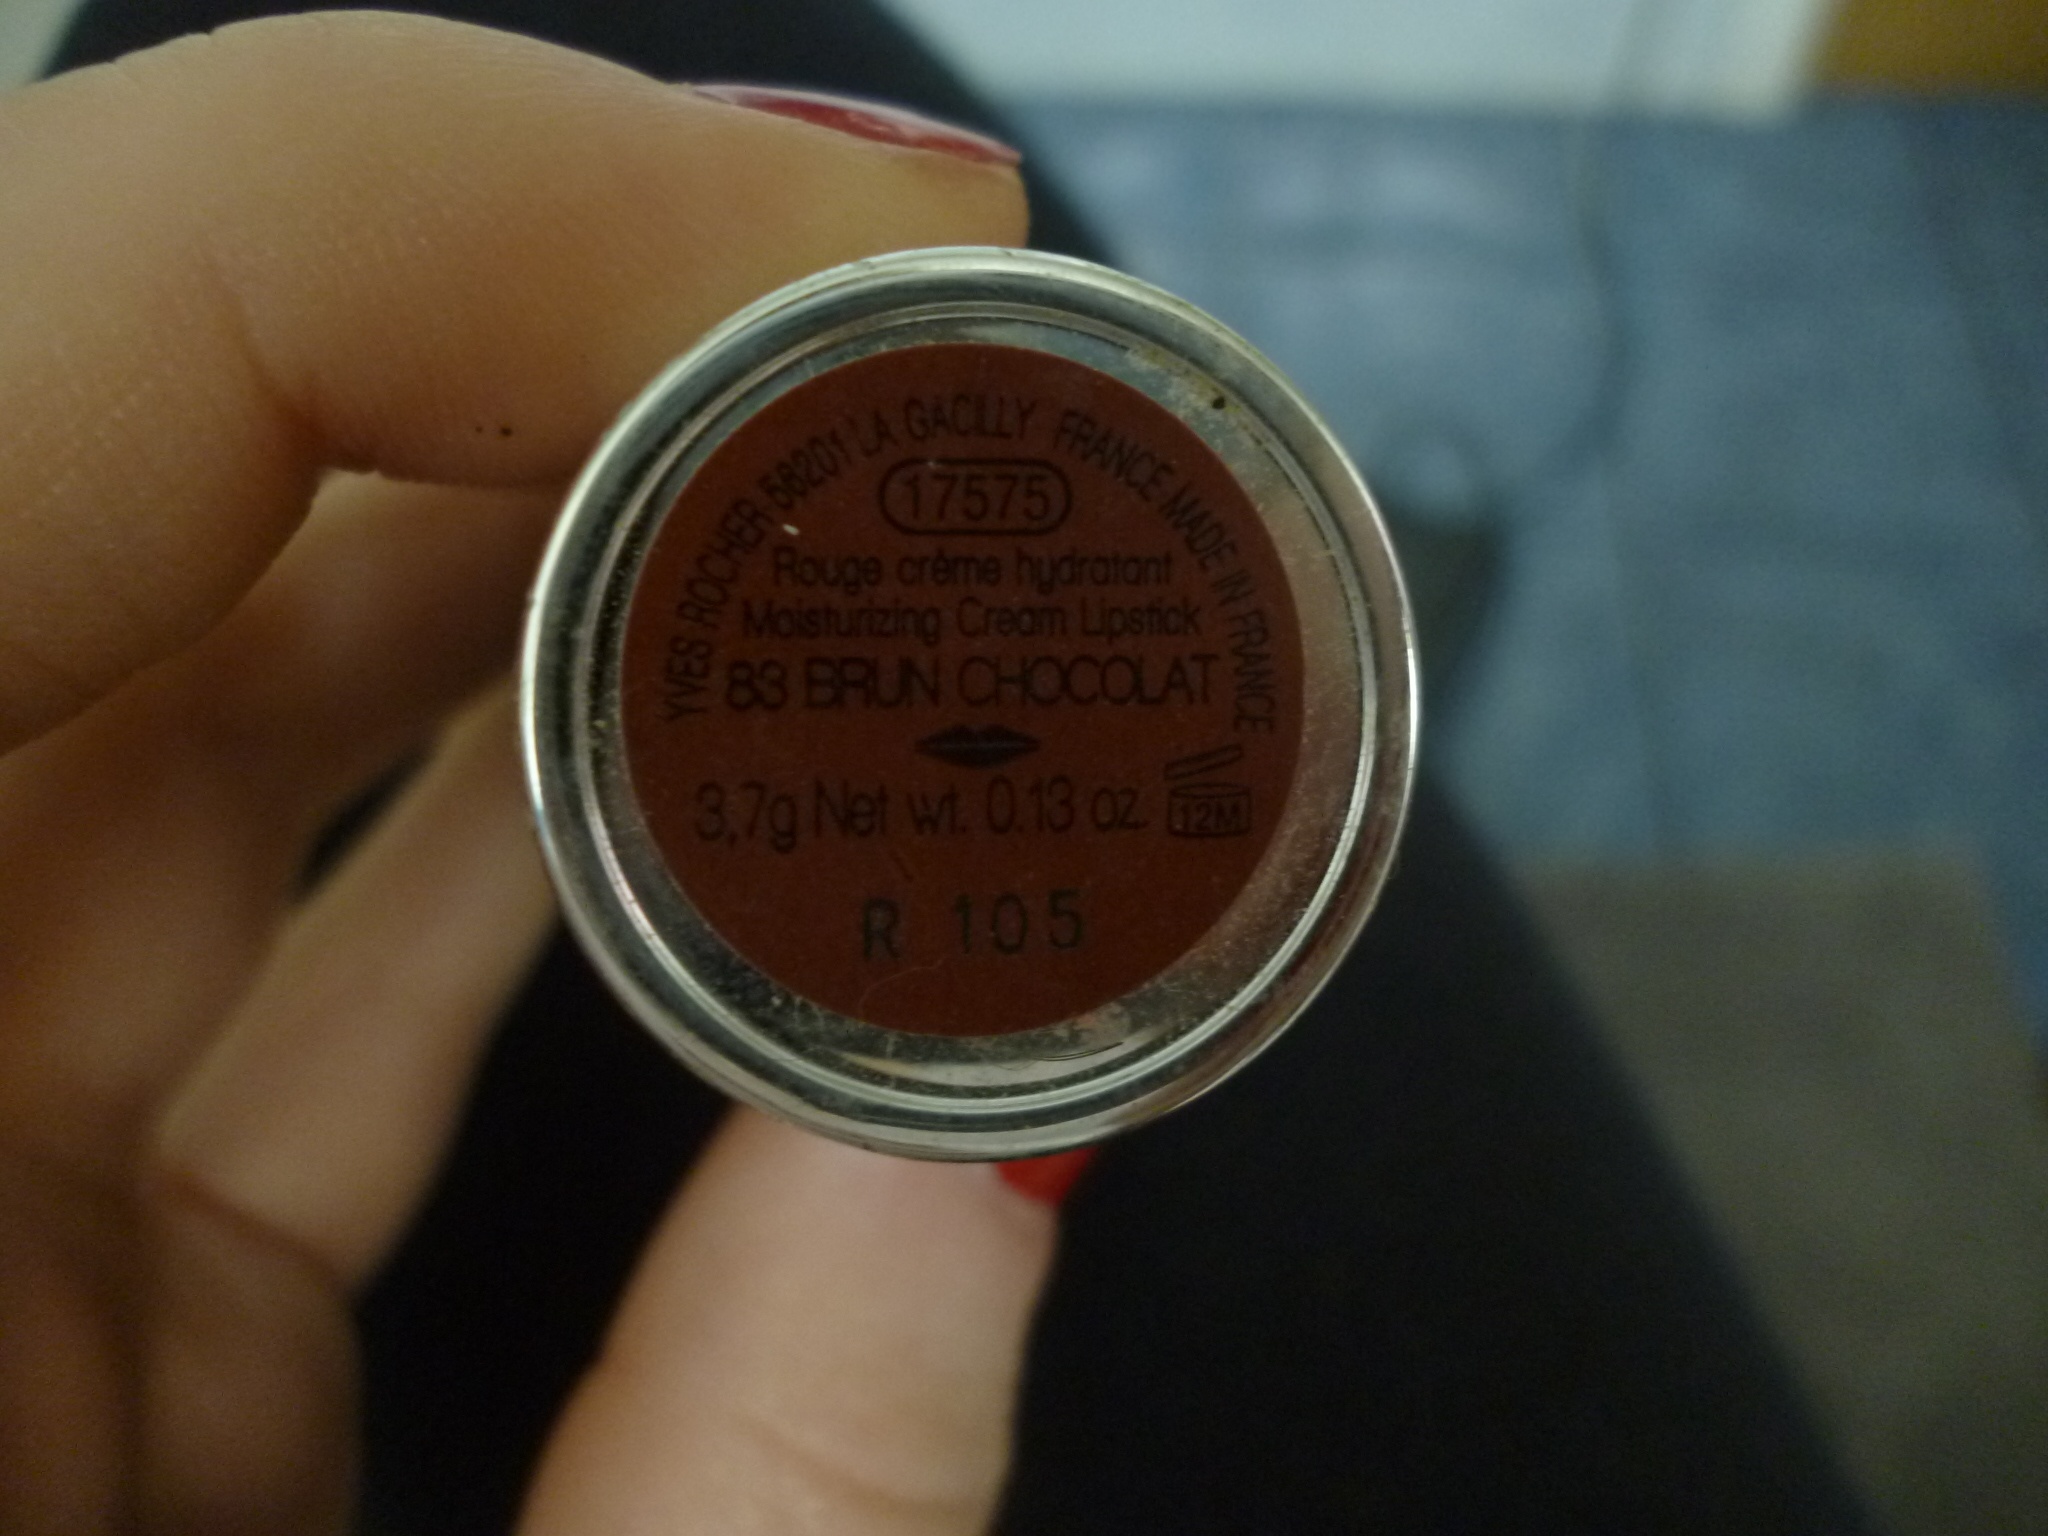 YVES ROCHER 56201 LA GACILLY FRANCE MADE IN FRANCE
17575
Rouge crème hydratant
Moisturizing Cream Lipstick
83 BRUN CHOCOLAT
3,7g Net wt. 0.13 oz.
12M
R 105